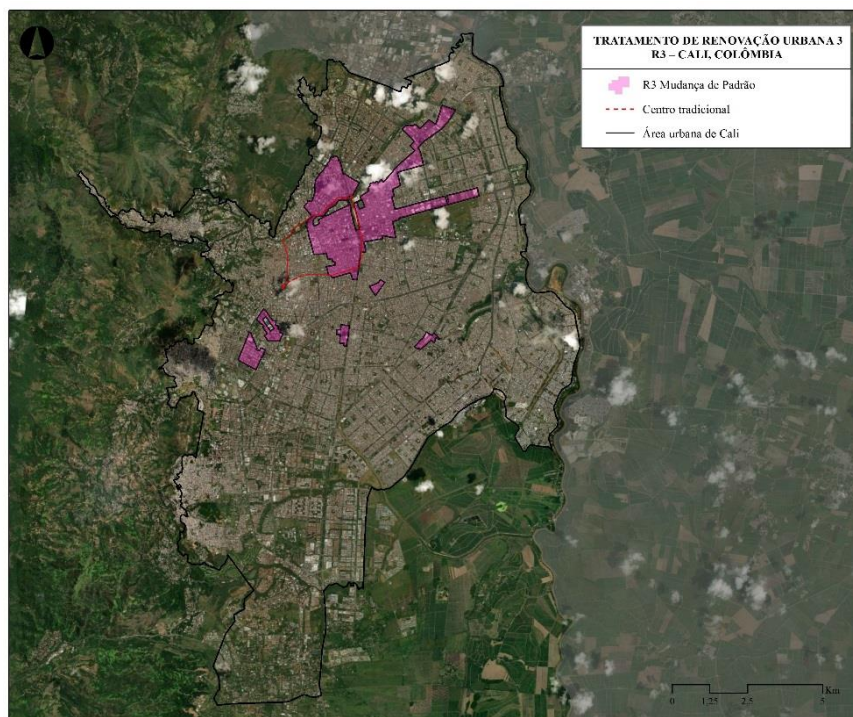 TRATAMENTO DE RENOVAÇÃO URBANA 3
R3 – CALI, COLÔMBIA
R3 Mudança de Padrão
Centro tradicional
Área urbana de Cali
Km
0 1,25 2,5 5